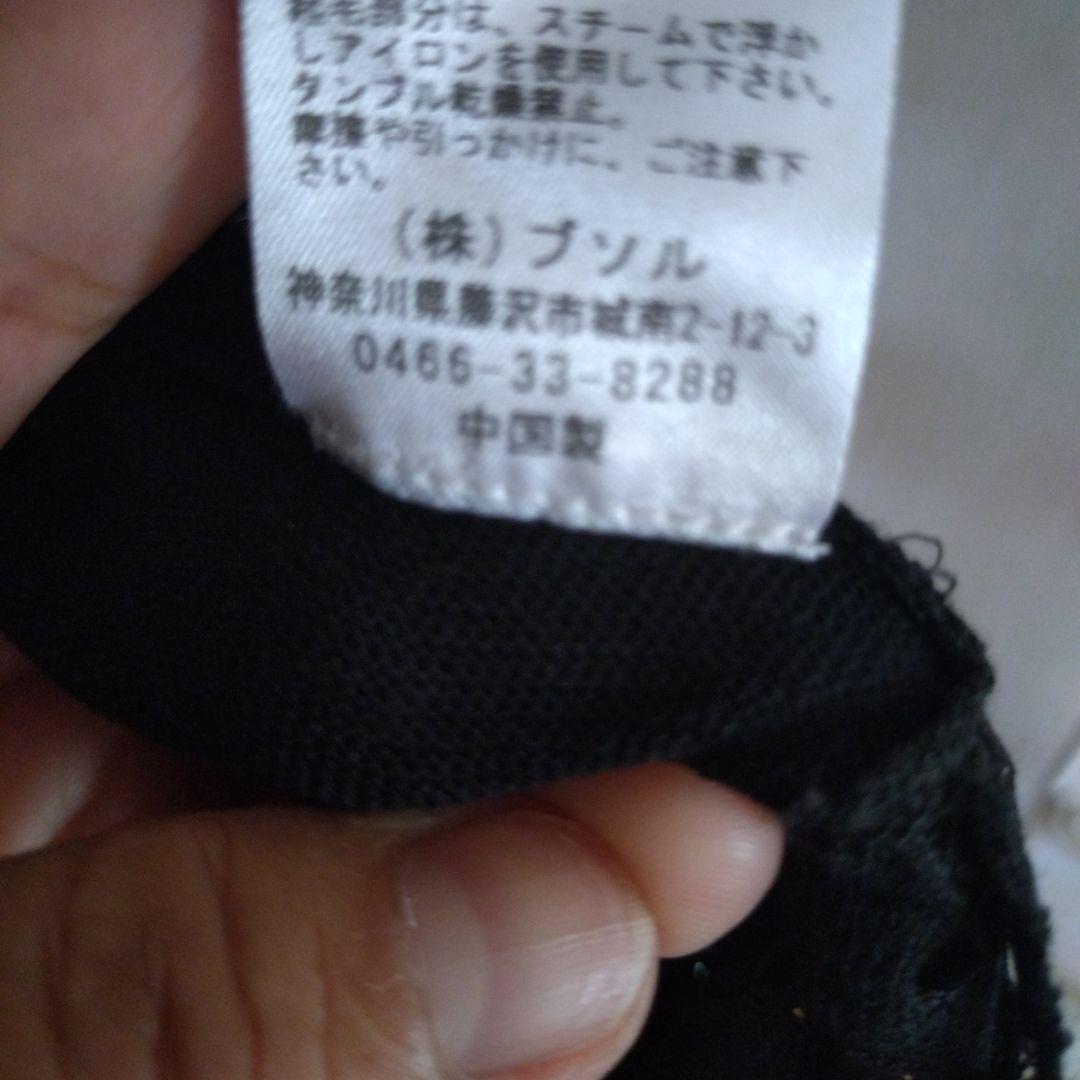 起毛部分は、スチームで浮か
しアイロンを使用して下さい。
タンブル乾燥禁止。
摩擦や引っかけに、ご注意下
さい。
(株)ブソル
神奈川県藤沢市城南2-12-3
0466-33-8288
中国製